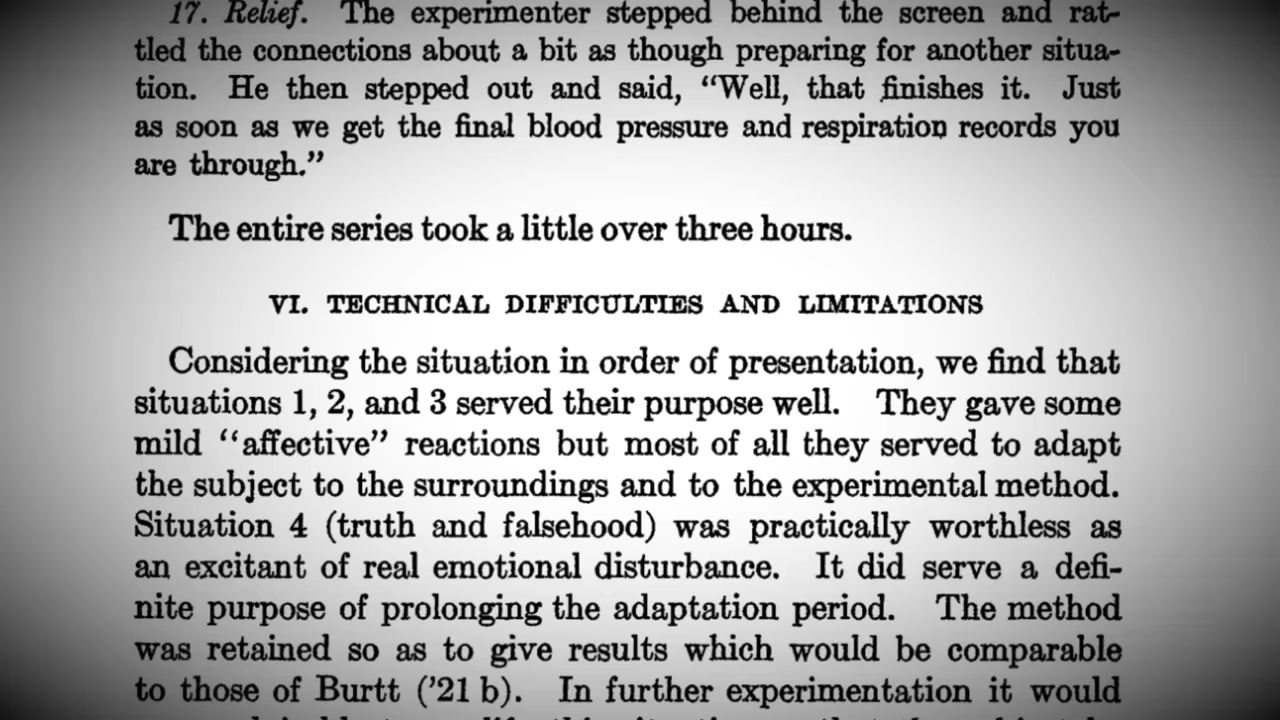 17. Relief. The experimenter stepped behind the screen and rat-
tled the connections about a bit as though preparing for another situa-
tion. He then stepped out and said, “Well, that finishes it. Just
as soon as we get the final blood pressure and respiration records you
are through.”
The entire series took a little over three hours.
VI. TECHNICAL DIFFICULTIES AND LIMITATIONS
Considering the situation in order of presentation, we find that
situations 1, 2, and 3 served their purpose well. They gave some
mild “affective” reactions but most of all they served to adapt
the subject to the surroundings and to the experimental method.
Situation 4 (truth and falsehood) was practically worthless as
an excitant of real emotional disturbance. It did serve a defi-
nite purpose of prolonging the adaptation period. The method
was retained so as to give results which would be comparable
to those of Burtt (’21 b). In further experimentation it would